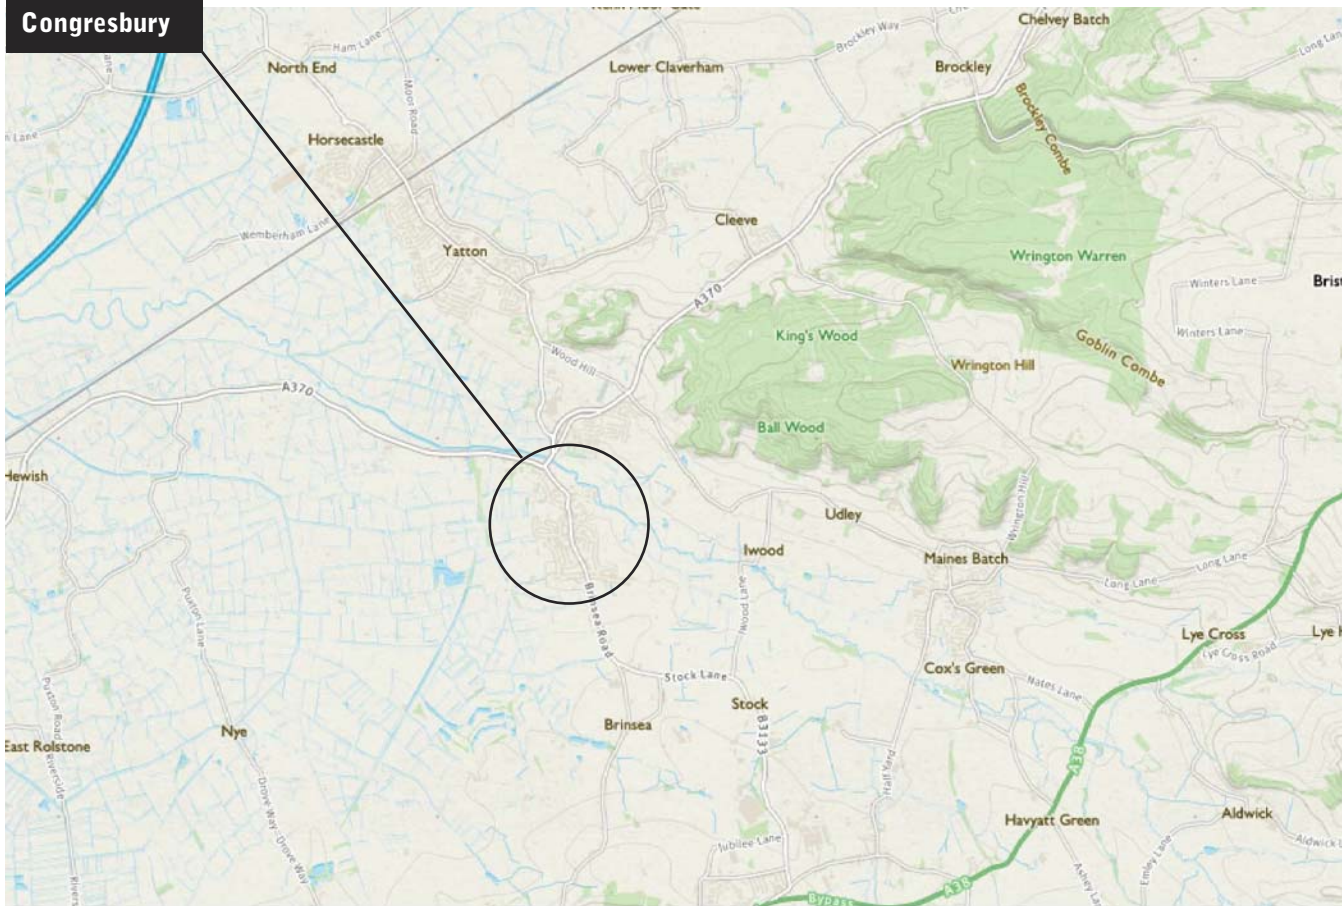 Congresbury
Chelvey Batch
Ham Lane
Brockley Way
North End
Lower Claverham
Brockley
Moor Road
Brockley Combe
Horsecastle
Cleeve
Wemberham Lane
Yatton
Wrington Warren
Winters Lane
A370
King's Wood
Winters Lane
Goblin Combe
Wood Hill
Wrington Hill
A370
Ball Wood
Hewish
Wrington Hill
Udley
Iwood
Maines Batch
Long Lane
Long Lane
Puxton Lane
Brinsea Road
Iwood Lane
Lye Cross
Lye Cross Road
Stock Lane
Cox's Green
Nates Lane
Puxton Road
Stock
Brinsea
B3133
Nye
East Rolstone
Riverside
A38
Half Yard
Drove Way
Drove Way
Havyatt Green
Aldwick
Jubilee Lane
Emley Lane
Aldwick
Ashey
A38
Bypass